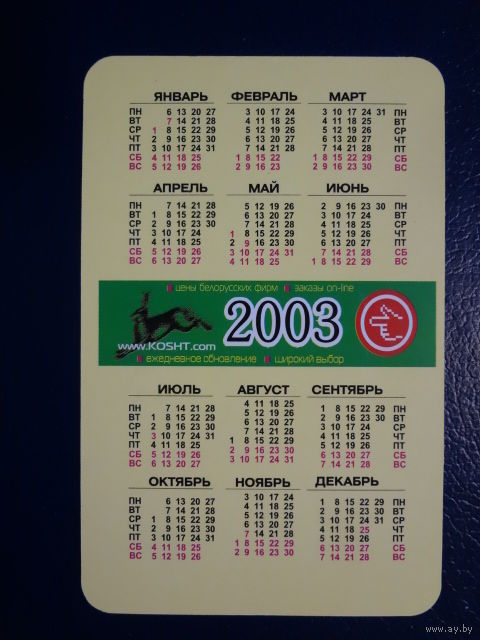 ЯНВАРЬ ФЕВРАЛЬ МАРТ
ПН 6 13 20 27 3 10 17 24 3 10 17 24 31 ПН
ВТ 7 14 21 28 4 11 18 25 4 11 18 25 ВТ
СР 1 8 15 22 29 5 12 19 26 5 12 19 26 СР
ЧТ 2 9 16 23 30 6 13 20 27 6 13 20 27 ЧТ
ПТ 3 10 17 24 31 7 14 21 28 7 14 21 28 ПТ
СБ 4 11 18 25 1 8 15 22 1 8 15 22 29 СБ
ВС 5 12 19 26 2 9 16 23 2 9 16 23 30 ВС
АПРЕЛЬ МАЙ ИЮНЬ
ПН 7 14 21 28 5 12 19 26 2 9 16 23 30 ПН
ВТ 1 8 15 22 29 6 13 20 27 3 10 17 24 ВТ
СР 2 9 16 23 30 7 14 21 28 4 11 18 25 СР
ЧТ 3 10 17 24 1 8 15 22 29 5 12 19 26 ЧТ
ПТ 4 11 18 25 2 9 16 23 30 6 13 20 27 ПТ
СБ 5 12 19 26 3 10 17 24 31 7 14 21 28 СБ
ВС 6 13 20 27 4 11 18 25 1 8 15 22 29 ВС
цены белорусских фирм заказы on-line
2003
www.KOSHT.com
ежедневное обновление широкий выбор
ИЮЛЬ АВГУСТ СЕНТЯБРЬ
ПН 7 14 21 28 4 11 18 25 1 8 15 22 29 ПН
ВТ 1 8 15 22 29 5 12 19 26 2 9 16 23 30 ВТ
СР 2 9 16 23 30 6 13 20 27 3 10 17 24 СР
ЧТ 3 10 17 24 31 7 14 21 28 4 11 18 25 ЧТ
ПТ 4 11 18 25 1 8 15 22 29 5 12 19 26 ПТ
СБ 5 12 19 26 2 9 16 23 30 6 13 20 27 СБ
ВС 6 13 20 27 3 10 17 24 31 7 14 21 28 ВС
ОКТЯБРЬ НОЯБРЬ ДЕКАБРЬ
ПН 6 13 20 27 3 10 17 24 1 8 15 22 29 ПН
ВТ 7 14 21 28 4 11 18 25 2 9 16 23 30 ВТ
СР 1 8 15 22 29 5 12 19 26 3 10 17 24 31 СР
ЧТ 2 9 16 23 30 6 13 20 27 4 11 18 25 ЧТ
ПТ 3 10 17 24 31 7 14 21 28 5 12 19 26 ПТ
СБ 4 11 18 25 1 8 15 22 29 6 13 20 27 СБ
ВС 5 12 19 26 2 9 16 23 30 7 14 21 28 ВС
www.ay.by